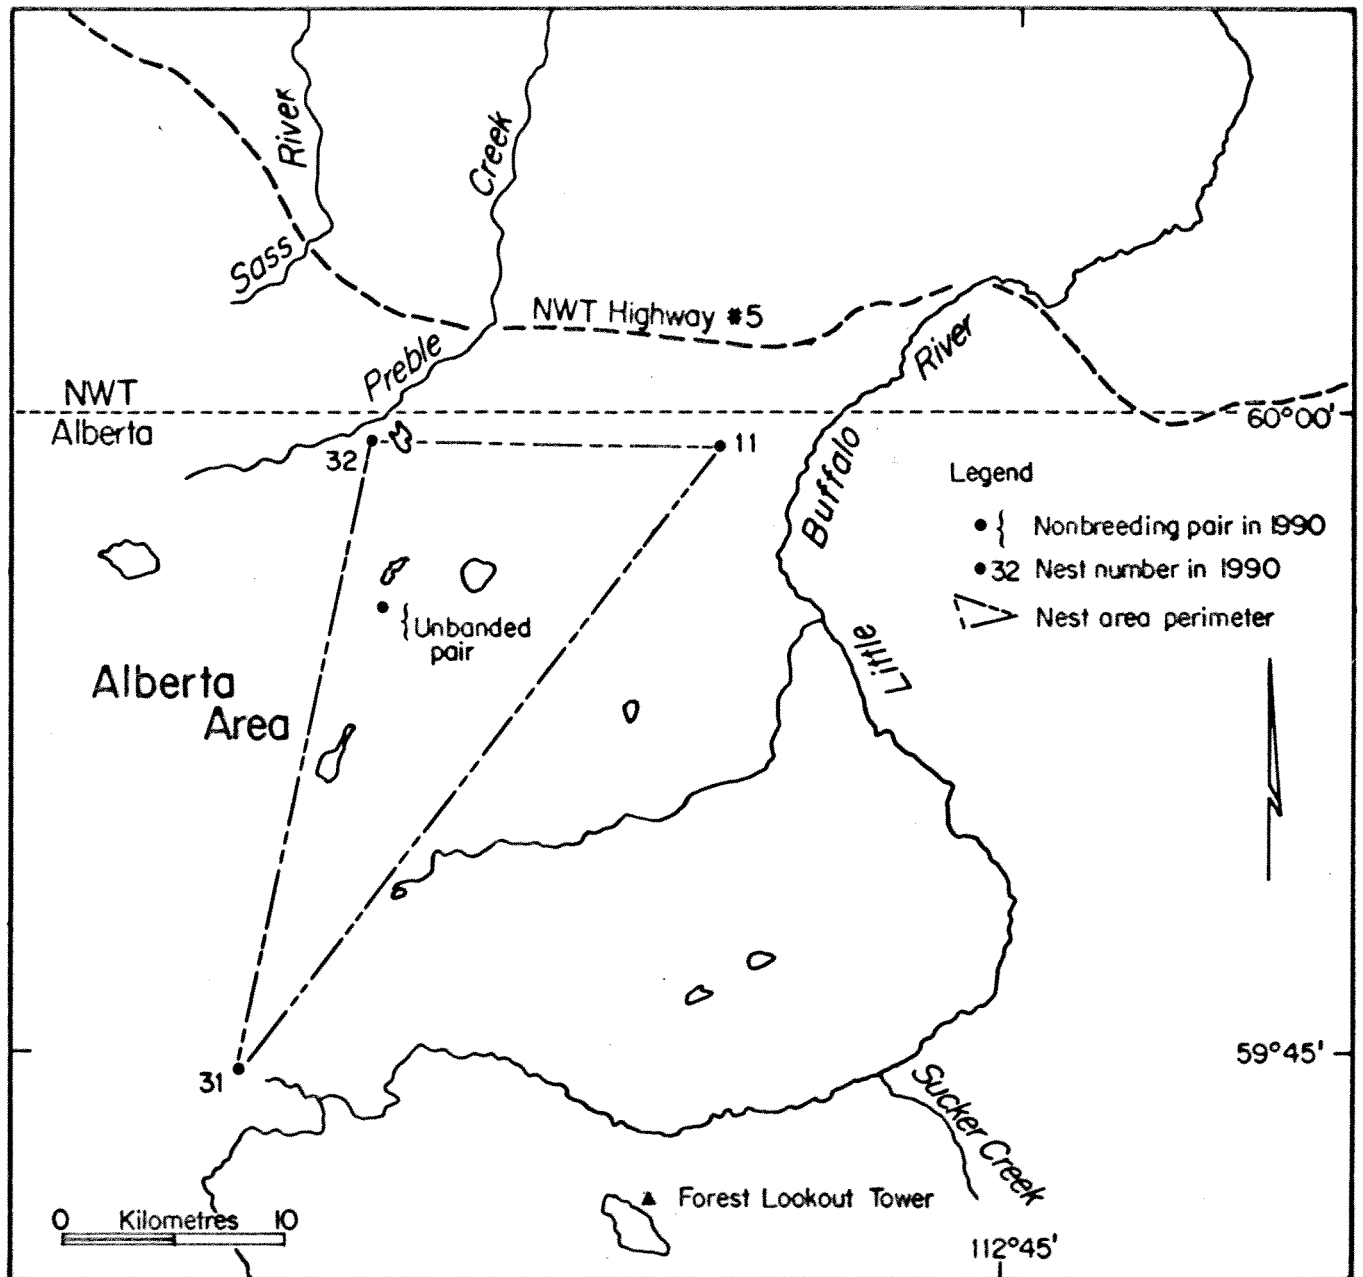 River
Creek
Sass
NWT Highway #5
Preble
River
NWT
Alberta
60°00'
32
11
Buffalo
Legend
Nonbreeding pair in 1990
32 Nest number in 1990
Nest area perimeter
Unbanded
pair
Little
Alberta
Area
31
59°45'
Sucker Creek
Forest Lookout Tower
0 Kilometres 10
112°45'